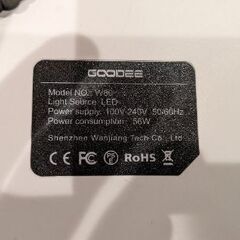 GOODEE
Model NO.: W80
Light Source: LED
Power supply: 100V-240V, 50/60Hz
Power consumption: 56W
Shenzhen Wanjiang Tech Co., Ltd
CE FC RoHS